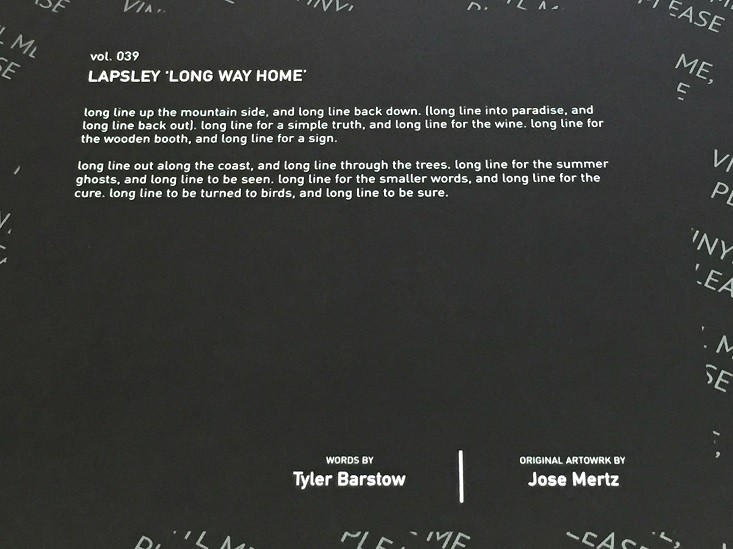 vol. 039
LAPSLEY 'LONG WAY HOME'
long line up the mountain side, and long line back down. (long line into paradise, and
long line back out). long line for a simple truth, and long line for the wine. long line for
the wooden booth, and long line for a sign.
long line out along the coast, and long line through the trees. long line for the summer
ghosts, and long line to be seen. long line for the smaller words, and long line for the
cure. long line to be turned to birds, and long line to be sure.
WORDS BY
Tyler Barstow
ORIGINAL ARTOWRK BY
Jose Mertz
ME,